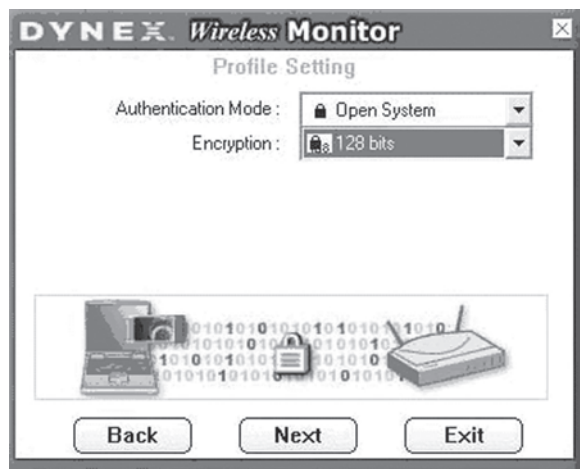 DYNEX Wireless Monitor
Profile Setting
Authentication Mode : Open System
Encryption : 128 bits
Back Next Exit